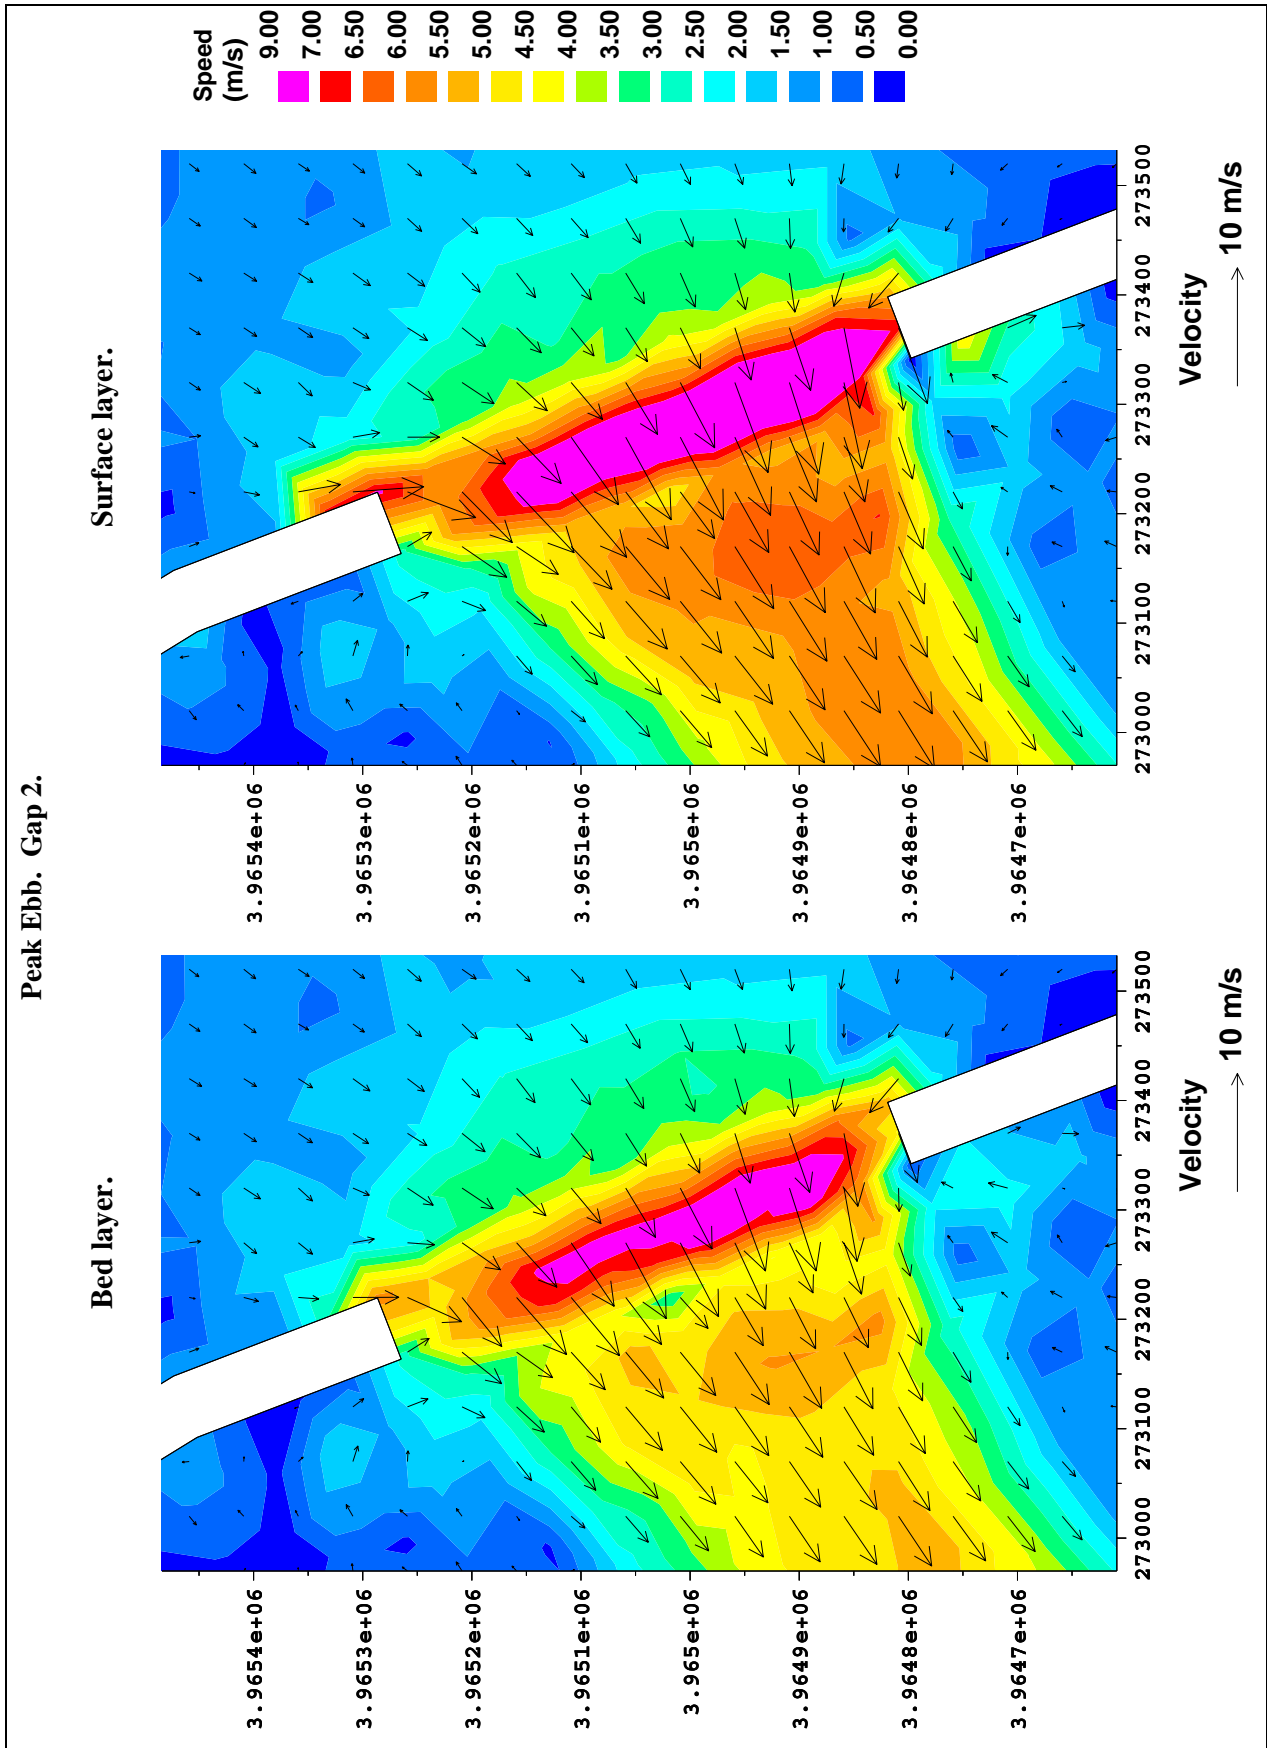 Peak Ebb.  Gap 2.
Bed layer.
3.9654e+06
3.9653e+06
3.9652e+06
3.9651e+06
3.965e+06
3.9649e+06
3.9648e+06
3.9647e+06
273000
273100
273200
273300
273400
273500
Velocity
10 m/s
Surface layer.
3.9654e+06
3.9653e+06
3.9652e+06
3.9651e+06
3.965e+06
3.9649e+06
3.9648e+06
3.9647e+06
273000
273100
273200
273300
273400
273500
Velocity
10 m/s
Speed
(m/s)
9.00
7.00
6.50
6.00
5.50
5.00
4.50
4.00
3.50
3.00
2.50
2.00
1.50
1.00
0.50
0.00